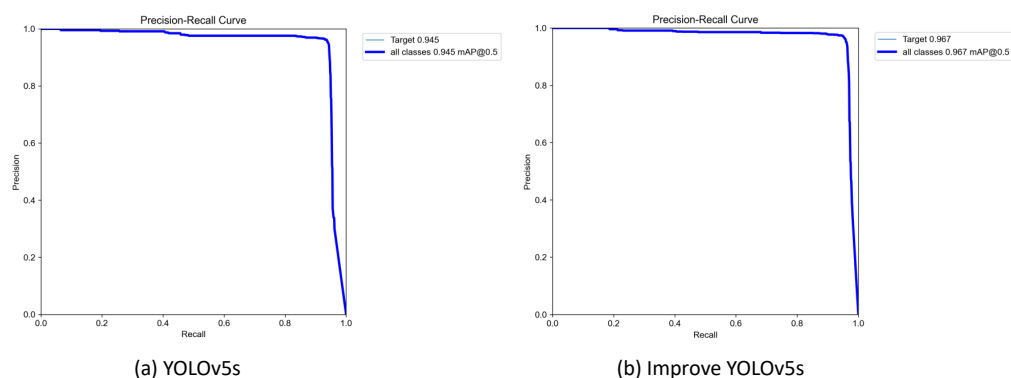 Precision-Recall Curve
1.0
0.8
0.6
0.4
0.2
0.0
Precision
0.0
0.2
0.4
0.6
0.8
1.0
Recall
Target 0.945
all classes 0.945 mAP@0.5
(a) YOLOv5s
Precision-Recall Curve
1.0
0.8
0.6
0.4
0.2
0.0
Precision
0.0
0.2
0.4
0.6
0.8
1.0
Recall
Target 0.967
all classes 0.967 mAP@0.5
(b) Improve YOLOv5s